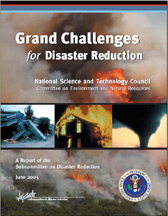 Grand Challenges
for Disaster Reduction
National Science and Technology Council
Committee on Environment and Natural Resources
A Report of the
Subcommittee on Disaster Reduction
June 2005